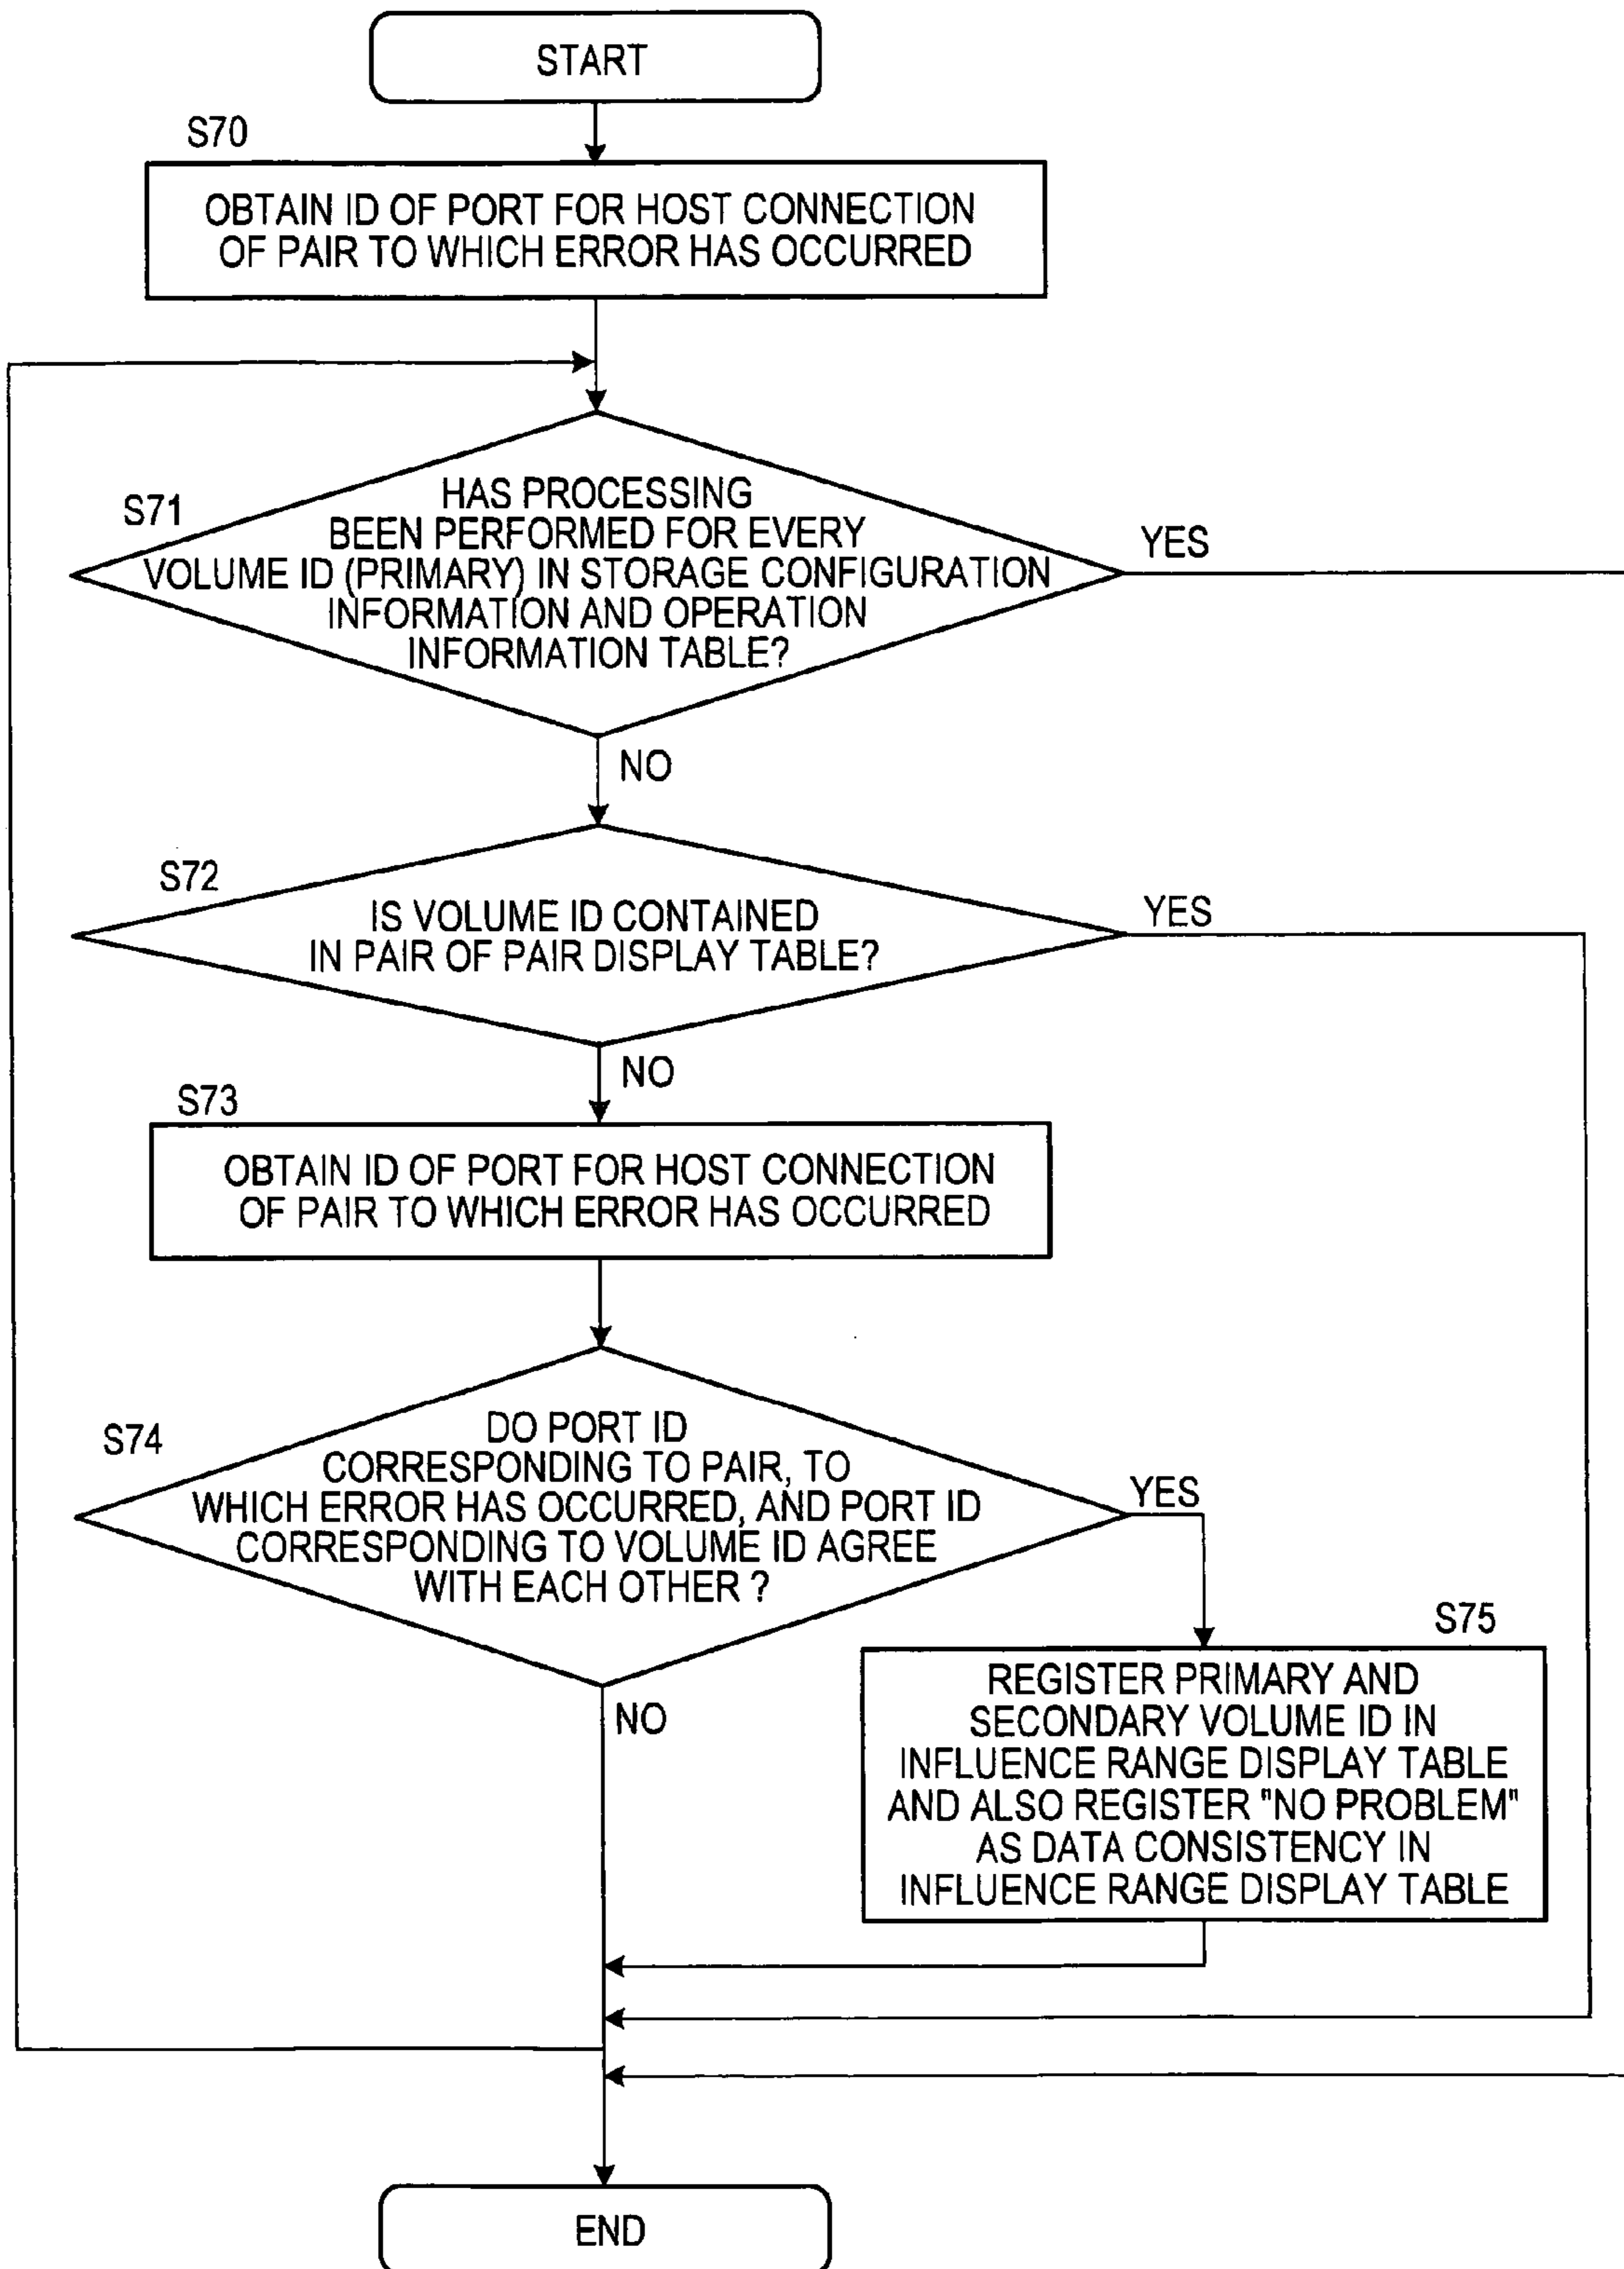 START
S70
OBTAIN ID OF PORT FOR HOST CONNECTION
OF PAIR TO WHICH ERROR HAS OCCURRED
S71
HAS PROCESSING
BEEN PERFORMED FOR EVERY
VOLUME ID (PRIMARY) IN STORAGE CONFIGURATION
INFORMATION AND OPERATION
INFORMATION TABLE?
YES
NO
S72
IS VOLUME ID CONTAINED
IN PAIR OF PAIR DISPLAY TABLE?
YES
NO
S73
OBTAIN ID OF PORT FOR HOST CONNECTION
OF PAIR TO WHICH ERROR HAS OCCURRED
S74
DO PORT ID
CORRESPONDING TO PAIR, TO
WHICH ERROR HAS OCCURRED, AND PORT ID
CORRESPONDING TO VOLUME ID AGREE
WITH EACH OTHER ?
YES
NO
S75
REGISTER PRIMARY AND
SECONDARY VOLUME ID IN
INFLUENCE RANGE DISPLAY TABLE
AND ALSO REGISTER "NO PROBLEM"
AS DATA CONSISTENCY IN
INFLUENCE RANGE DISPLAY TABLE
END